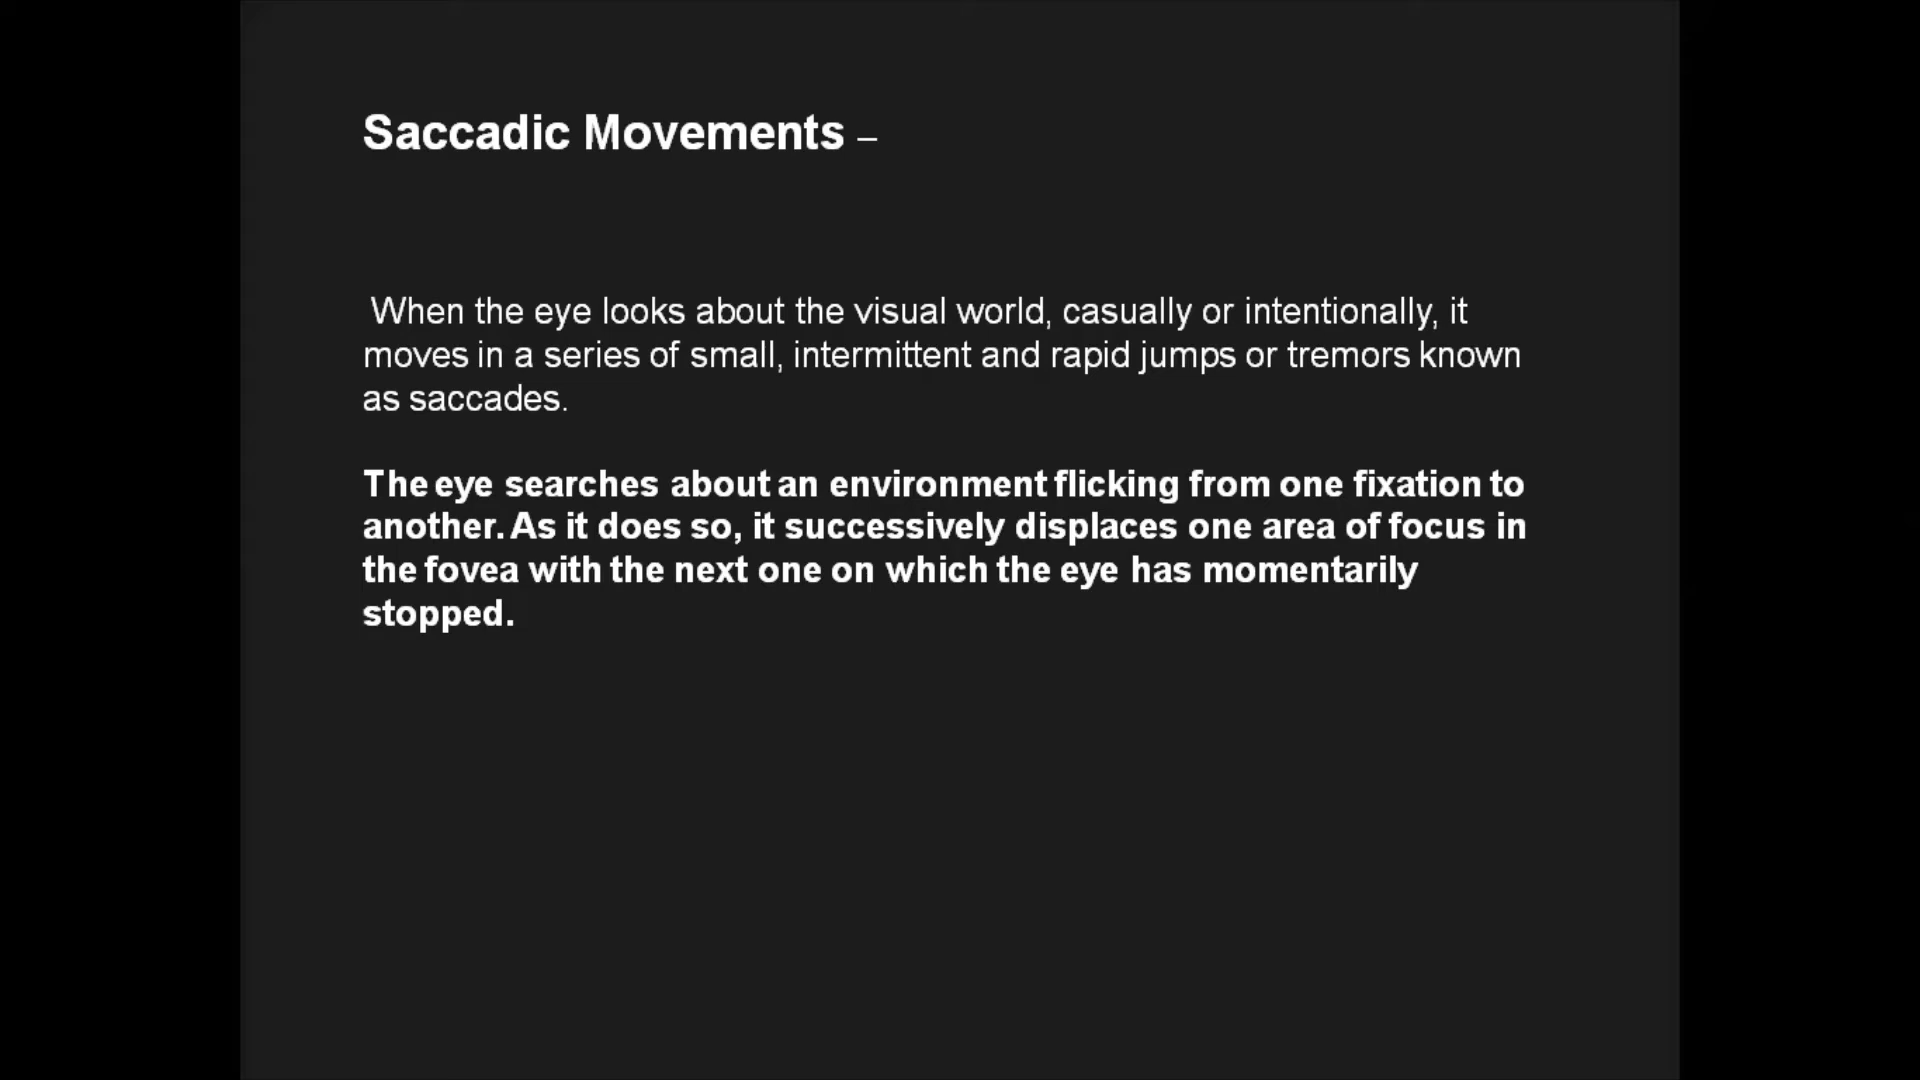 Saccadic Movements –
When the eye looks about the visual world, casually or intentionally, it
moves in a series of small, intermittent and rapid jumps or tremors known
as saccades.
The eye searches about an environment flicking from one fixation to
another. As it does so, it successively displaces one area of focus in
the fovea with the next one on which the eye has momentarily
stopped.